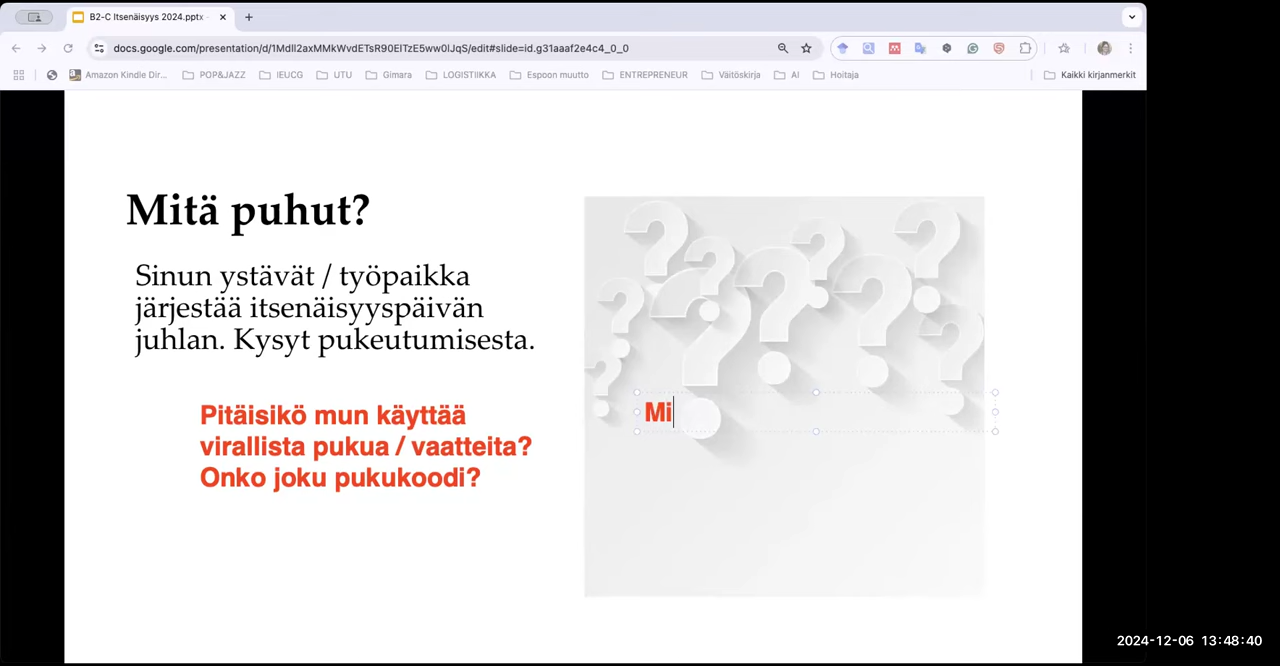 B2-C Itsenäisyys 2024.pptx
docs.google.com/presentation/d/1Mdll2axMMkWvdETsR90ElTzE5ww0lJqS/edit#slide=id.g31aaaf2e4c4_0_0
Amazon Kindle Dir... POP&JAZZ IEUCG UTU Gimara LOGISTIIKKA Espoon muutto ENTREPRENEUR Väitöskirja AI Hoitaja Kaikki kirjanmerkit
Mitä puhut?
Sinun ystävät / työpaikka
järjestää itsenäisyyspäivän
juhlan. Kysyt pukeutumisesta.
Pitäisikö mun käyttää
virallista pukua / vaatteita?
Onko joku pukukoodi?
Mi
2024-12-06 13:48:40